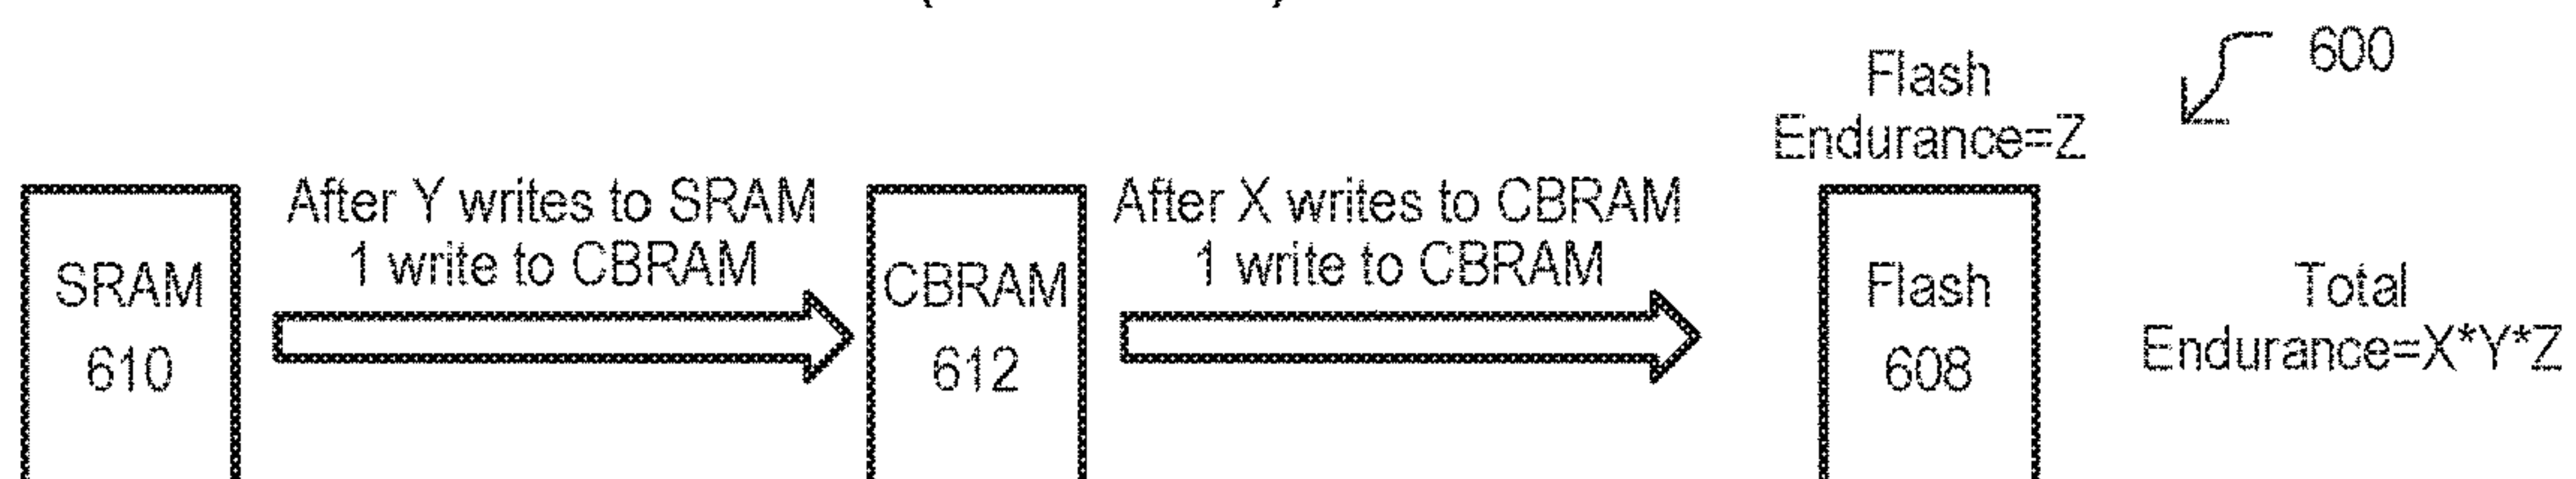 600
Flash
Endurance=Z
After Y writes to SRAM
1 write to CBRAM
After X writes to CBRAM
1 write to CBRAM
SRAM
610
CBRAM
612
Flash
608
Total
Endurance=X*Y*Z